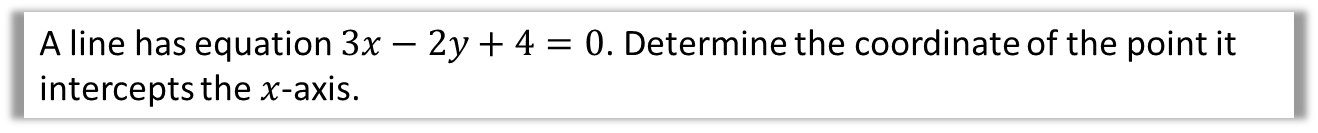 A line has equation 3x − 2y + 4 = 0. Determine the coordinate of the point it
intercepts the x-axis.